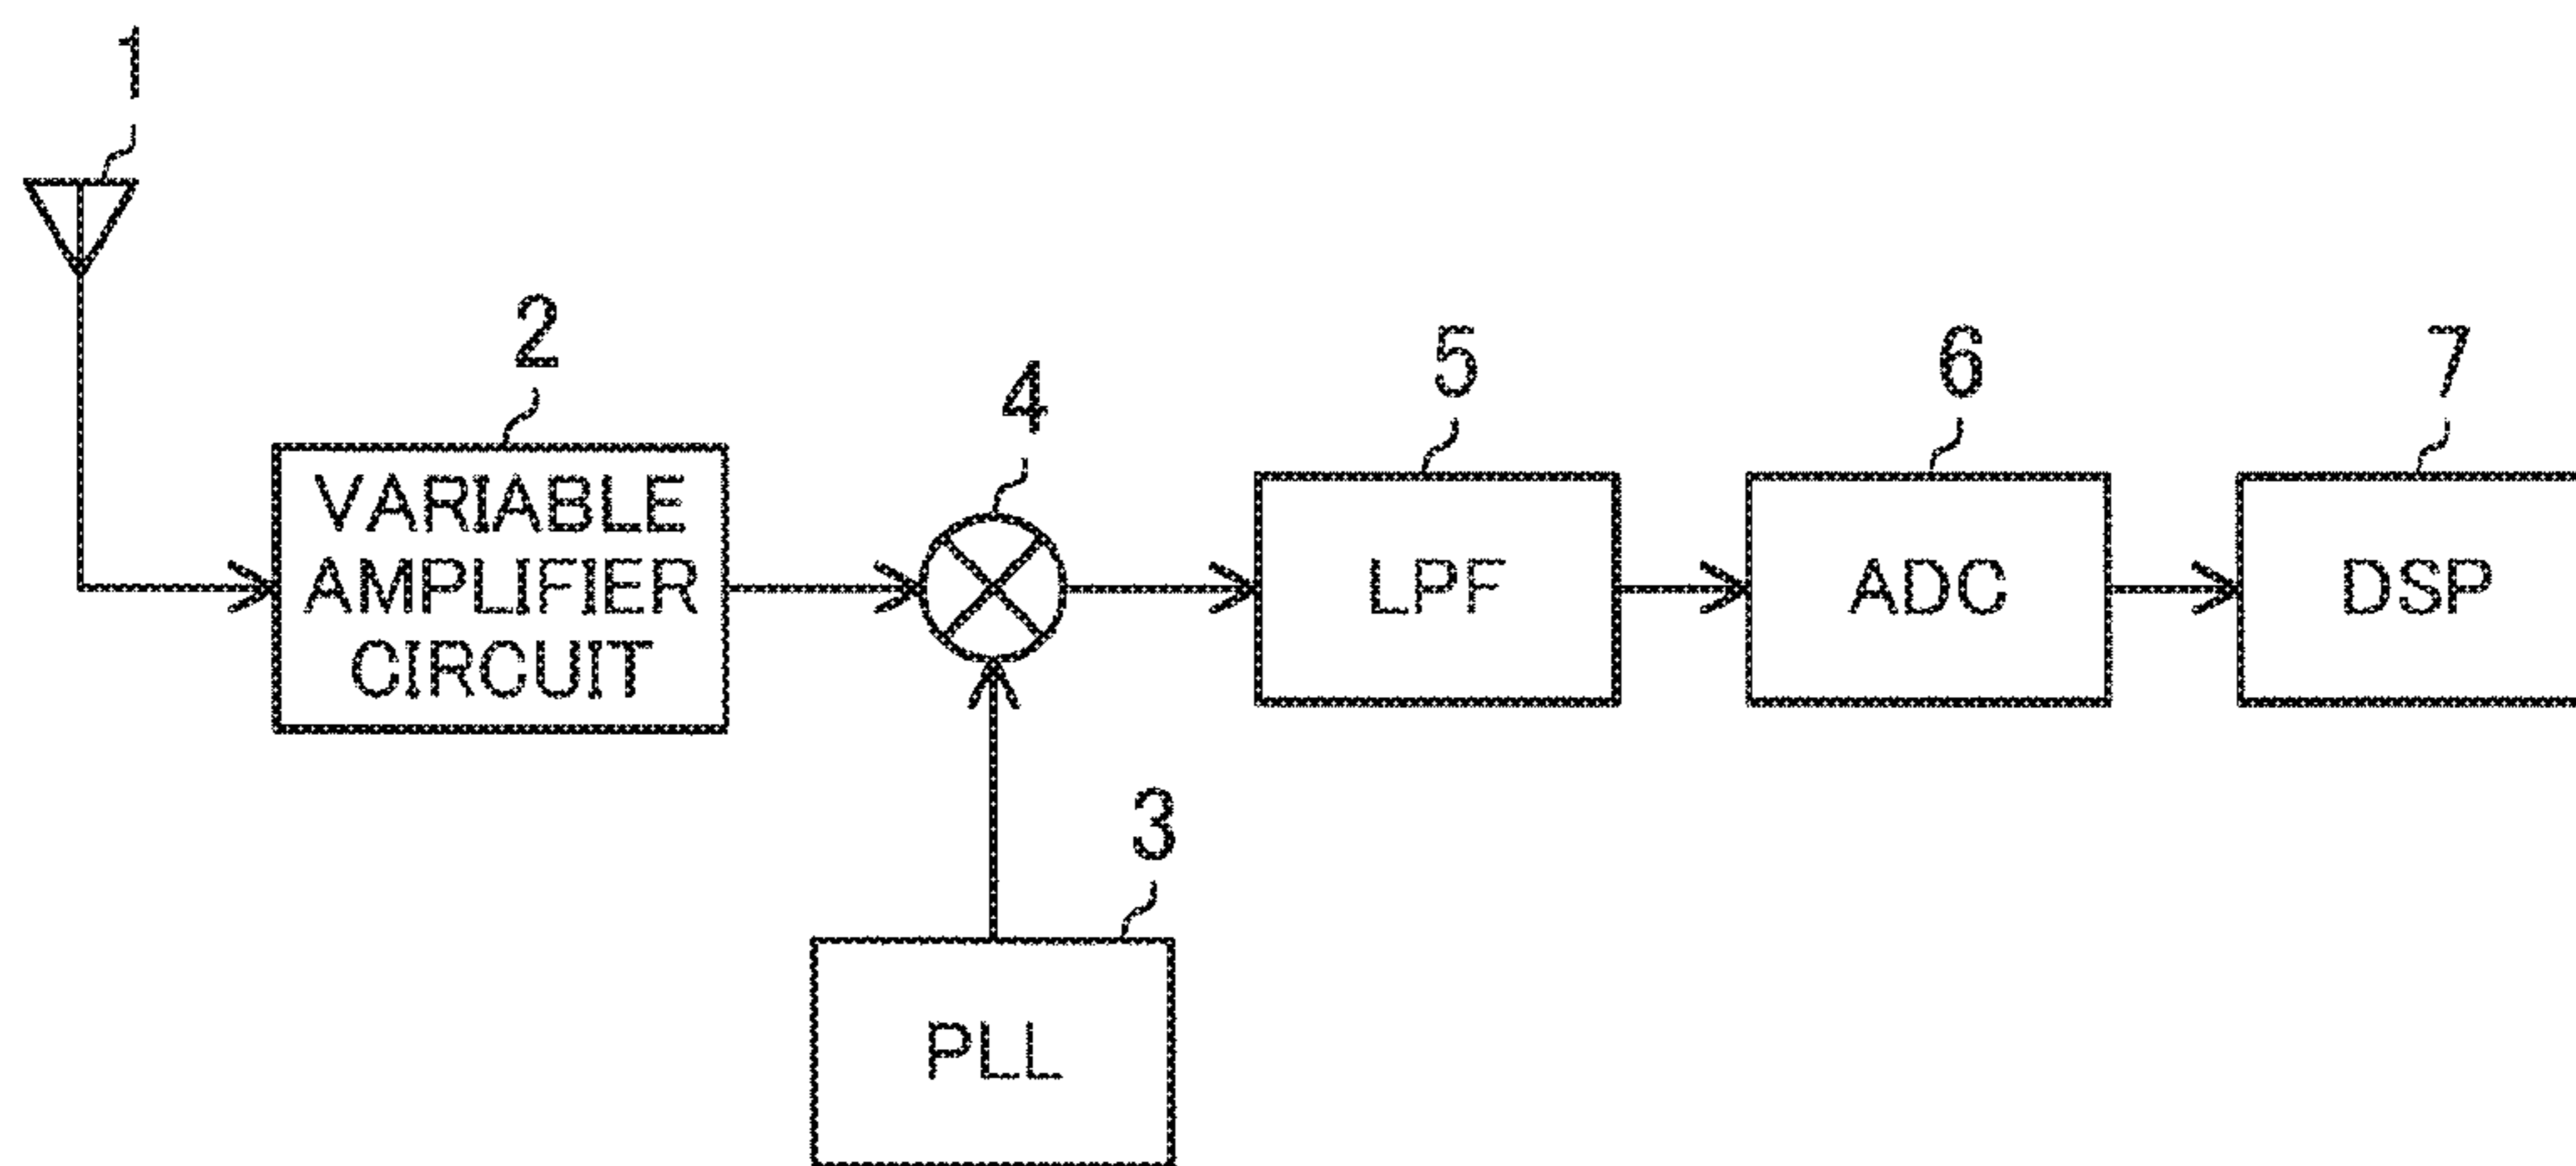 1
2
VARIABLE
AMPLIFIER
CIRCUIT
4
5
LPF
6
ADC
7
DSP
3
PLL